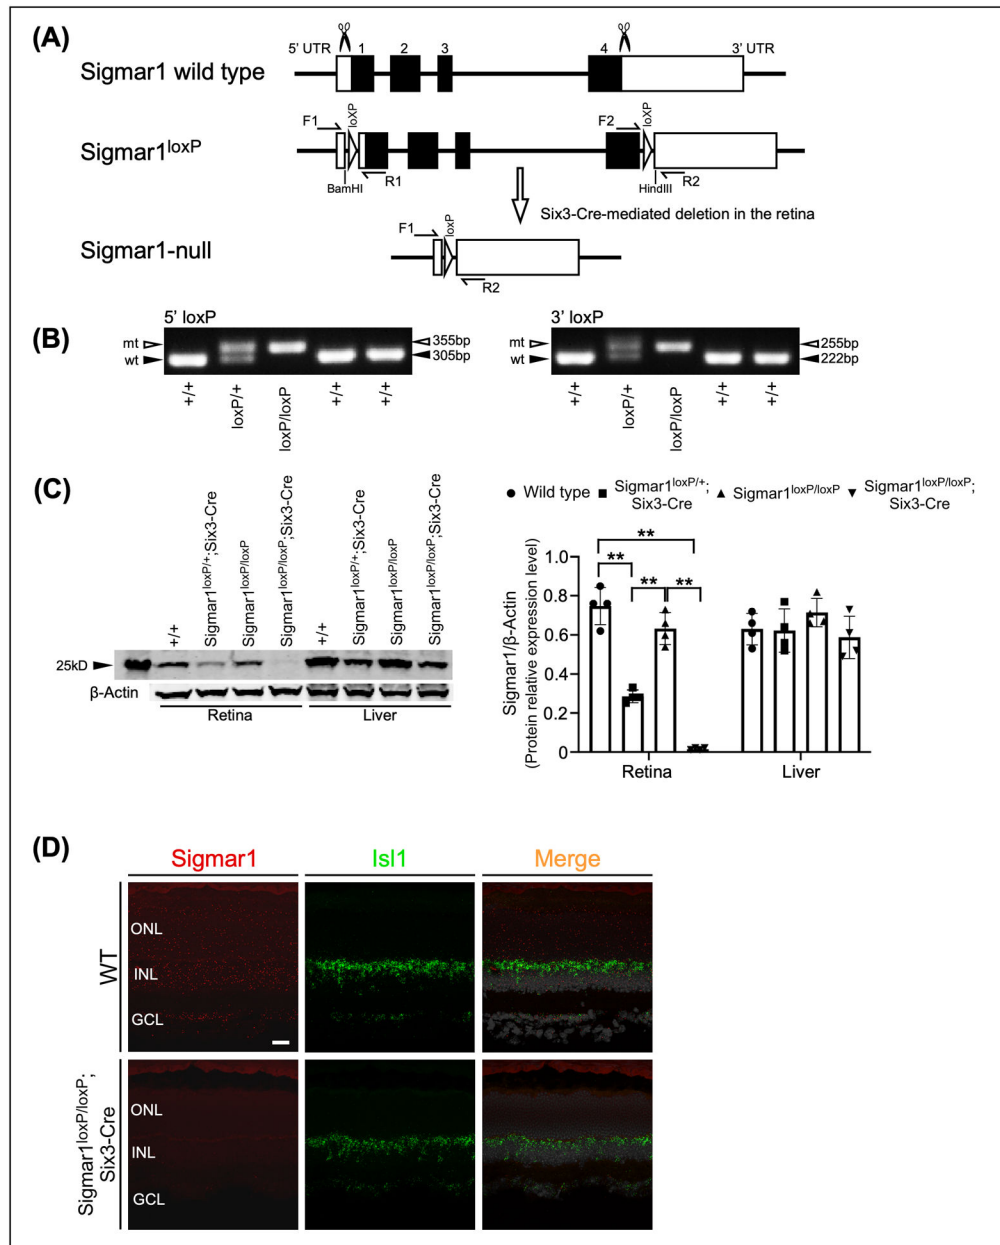 (A)
5' UTR 1 2 3 4 3' UTR
Sigmar1 wild type
F1 loxP F2 loxP
Sigmar1loxP
BamHI R1 HindIII R2
Six3-Cre-mediated deletion in the retina
F1 loxP
Sigmar1-null
R2
(B)
5' loxP
mt 355bp
wt 305bp
+/+ loxP/+ loxP/loxP +/+ +/+
3' loxP
255bp
222bp
+/+ loxP/+ loxP/loxP +/+ +/+
(C)
+/+ Sigmar1loxP/+;Six3-Cre Sigmar1loxP/loxP Sigmar1loxP/loxP;Six3-Cre +/+ Sigmar1loxP/+;Six3-Cre Sigmar1loxP/loxP Sigmar1loxP/loxP;Six3-Cre
25kD
β-Actin
Retina Liver
Wild type Sigmar1loxP/+; Six3-Cre Sigmar1loxP/loxP Sigmar1loxP/loxP; Six3-Cre
Sigmar1/β-Actin
(Protein relative expression level)
1.0
0.8
0.6
0.4
0.2
0
**
**
** **
Retina Liver
(D)
Sigmar1 Isl1 Merge
WT
ONL
INL
GCL
Sigmar1loxP/loxP;
Six3-Cre
ONL
INL
GCL